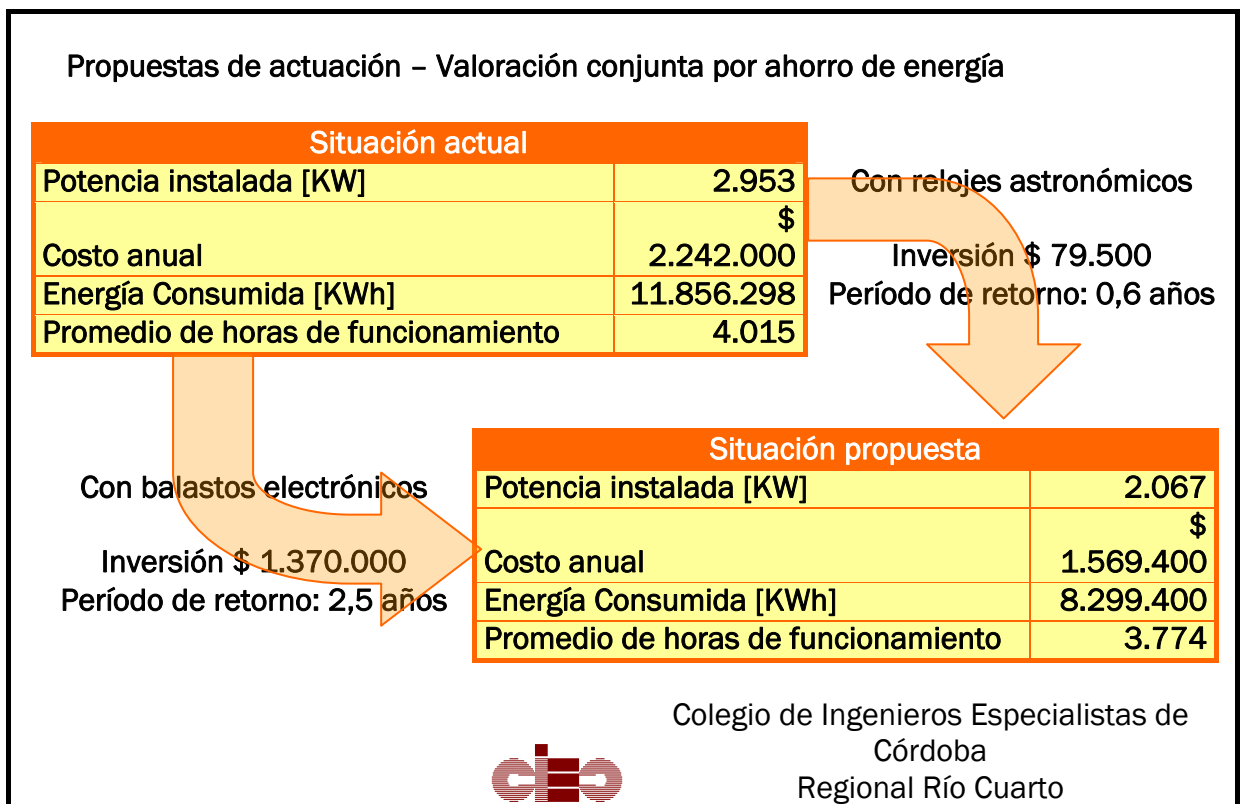 Propuestas de actuación – Valoración conjunta por ahorro de energía
Situación actual
Potencia instalada [KW] 2.953
$
Costo anual 2.242.000
Energía Consumida [KWh] 11.856.298
Promedio de horas de funcionamiento 4.015
Con relojes astronómicos
Inversión $ 79.500
Período de retorno: 0,6 años
Con balastos electrónicos
Inversión $ 1.370.000
Período de retorno: 2,5 años
Situación propuesta
Potencia instalada [KW] 2.067
$
Costo anual 1.569.400
Energía Consumida [KWh] 8.299.400
Promedio de horas de funcionamiento 3.774
Colegio de Ingenieros Especialistas de
Córdoba
Regional Río Cuarto